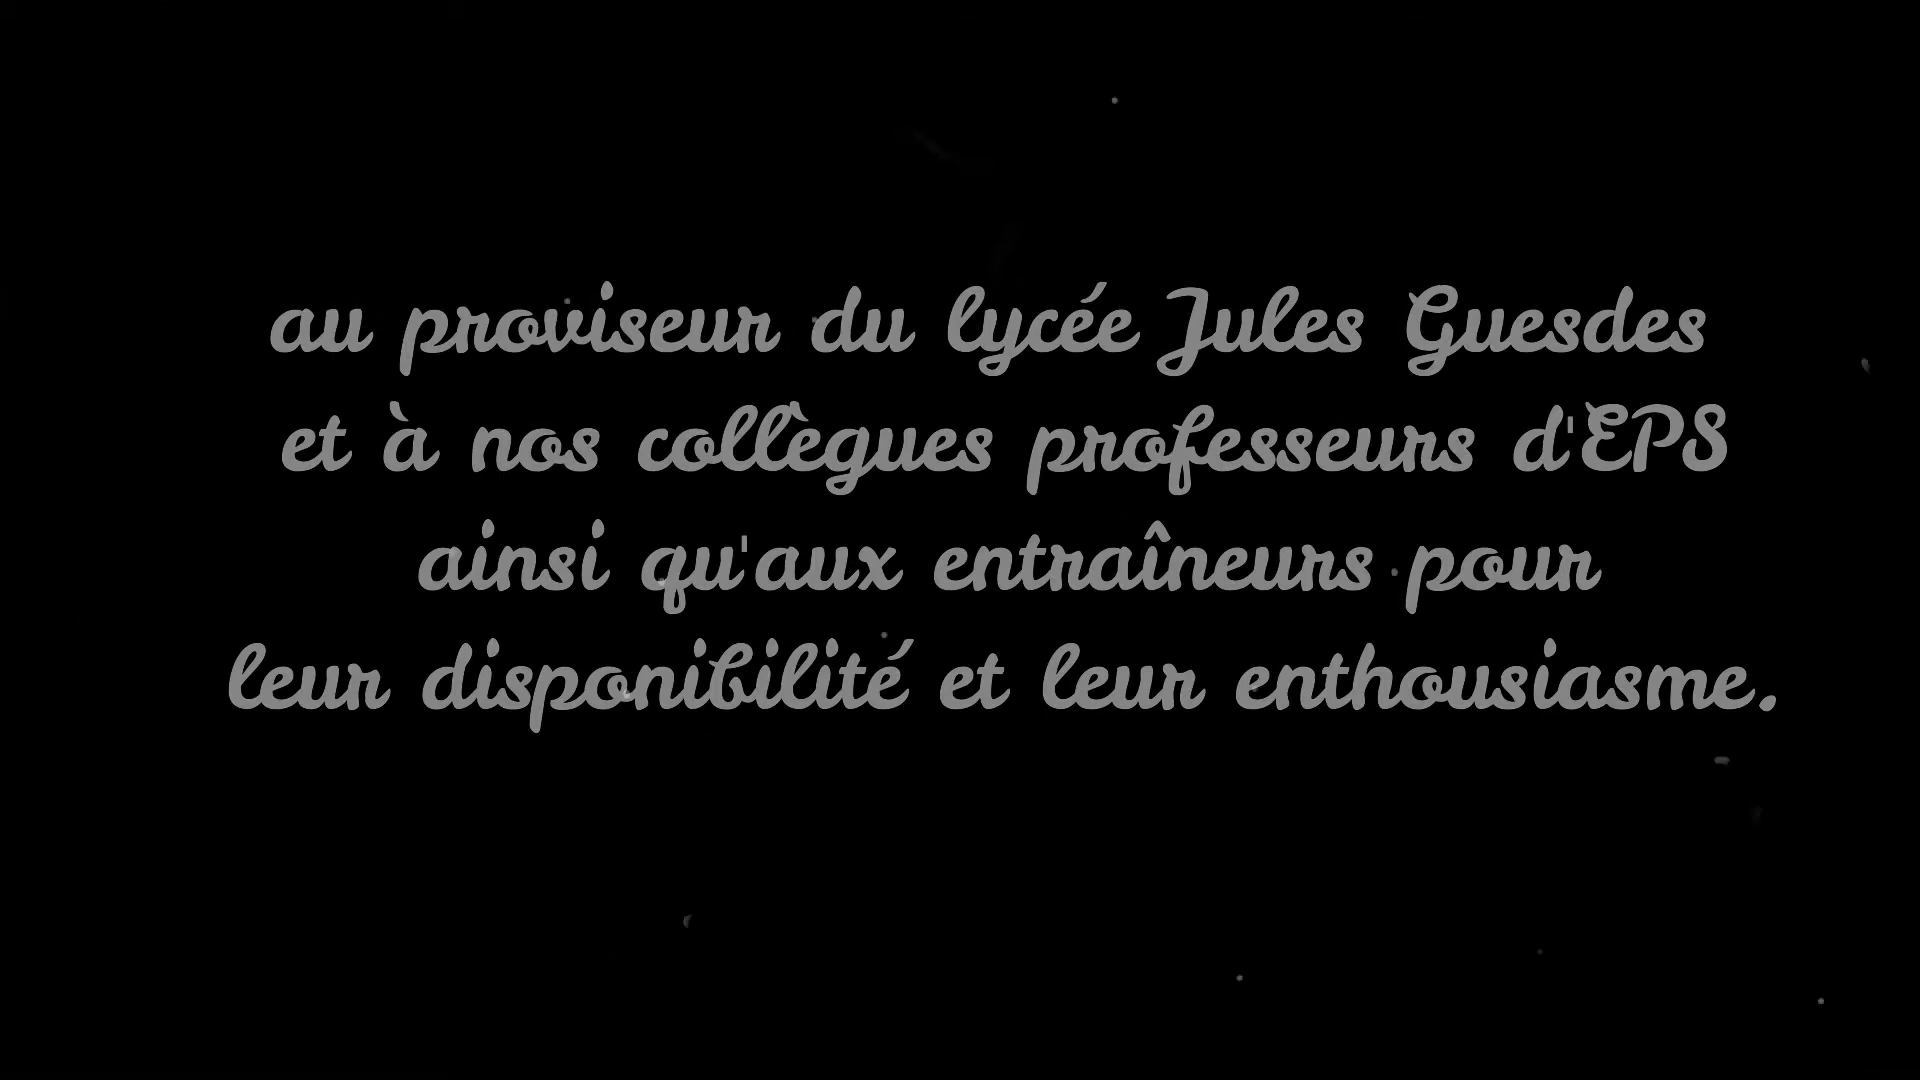 au proviseur du lycée Jules Guesdes
et à nos collègues professeurs d'EPS
ainsi qu'aux entraîneurs pour
leur disponibilité et leur enthousiasme.